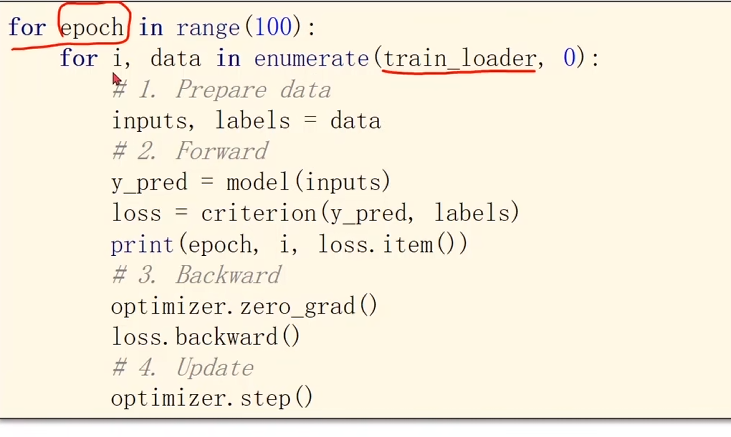 for epoch in range(100):
for i, data in enumerate(train_loader, 0):
# 1. Prepare data
inputs, labels = data
# 2. Forward
y_pred = model(inputs)
loss = criterion(y_pred, labels)
print(epoch, i, loss.item())
# 3. Backward
optimizer.zero_grad()
loss.backward()
# 4. Update
optimizer.step()